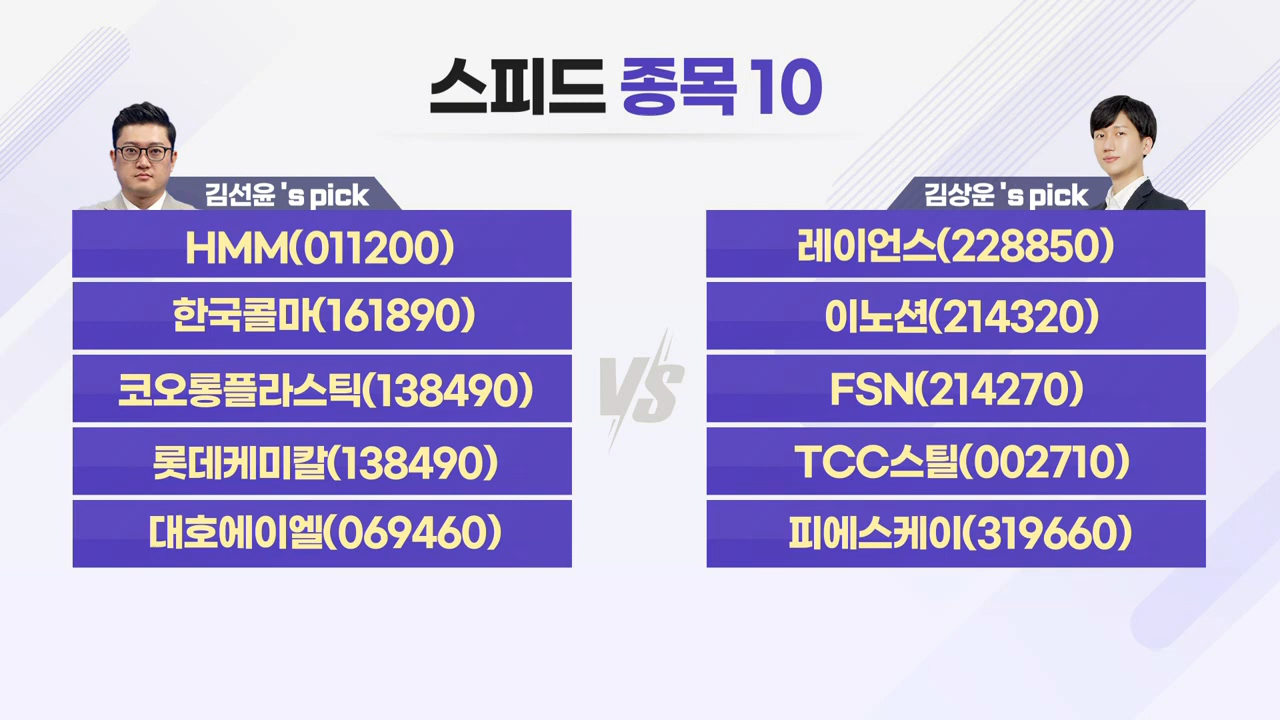 스피드 종목 10
김선윤 's pick
HMM(011200)
한국콜마(161890)
코오롱플라스틱(138490)
롯데케미칼(138490)
대호에이엘(069460)
VS
김상운 's pick
레이언스(228850)
이노션(214320)
FSN(214270)
TCC스틸(002710)
피에스케이(319660)